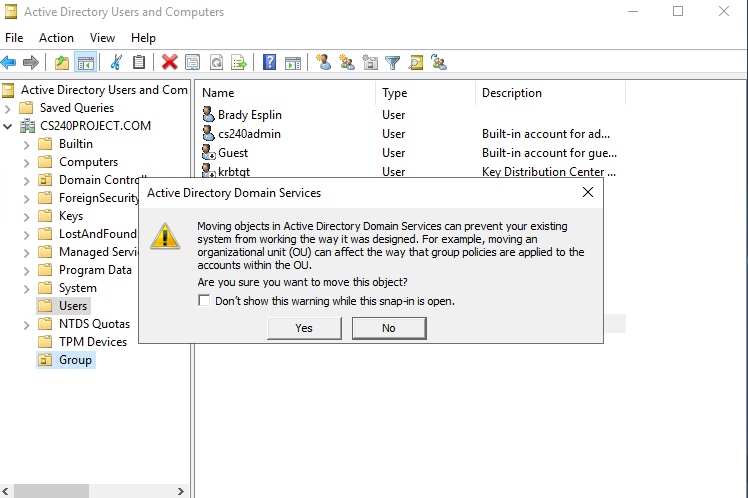 Active Directory Users and Computers
File Action View Help
Active Directory Users and Com
Saved Queries
CS240PROJECT.COM
Builtin
Computers
Domain Control
ForeignSecurity
Keys
LostAndFound
Managed Servi
Program Data
System
Users
NTDS Quotas
TPM Devices
Group
Name Type Description
Brady Esplin User
cs240admin User Built-in account for ad...
Guest User Built-in account for gue...
krbtgt User Key Distribution Center ...
Active Directory Domain Services
Moving objects in Active Directory Domain Services can prevent your existing
system from working the way it was designed. For example, moving an
organizational unit (OU) can affect the way that group policies are applied to the
accounts within the OU.
Are you sure you want to move this object?
Don't show this warning while this snap-in is open.
Yes No